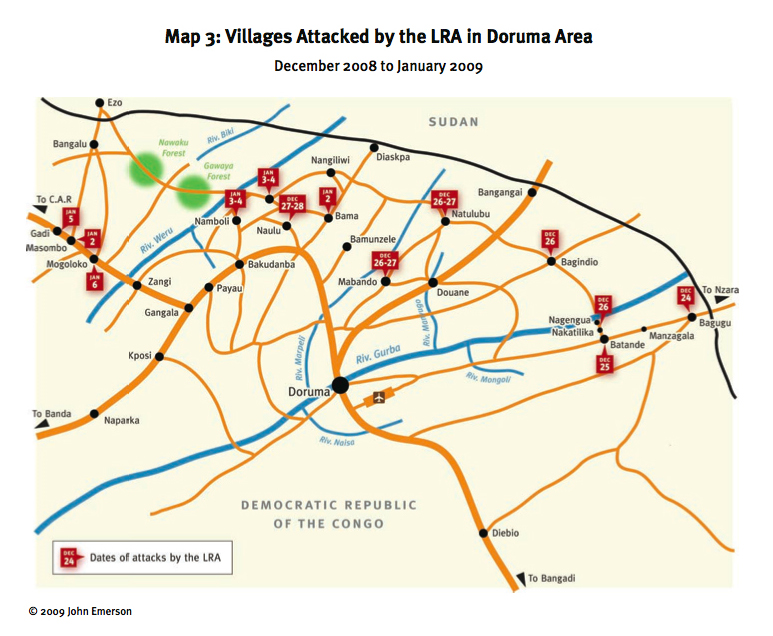 Map 3: Villages Attacked by the LRA in Doruma Area
December 2008 to January 2009
Ezo
SUDAN
Riv. Biki
Bangalu
Nawaku
Forest
Diaskpa
Nangiliwi
Gawaya
Forest
JAN
3-4
Bangangai
To C.A.R
JAN
3-4
DEC
27-28
JAN
2
DEC
26-27
JAN
5
Namboli
Bama
Natulubu
Gadi
JAN
2
Riv. Weru
Naulu
DEC
26
Masombo
Bamunzele
Mogoloko
Bakudanba
DEC
26-27
Bagindio
JAN
6
Zangi
Payau
Mabando
Douane
To Nzara
DEC
24
DEC
26
Gangala
Riv. Wafungo
Nagengua
Bagugu
Nakatilika
Manzagala
Batande
Kposi
Riv. Marpeli
Riv. Gurba
DEC
25
Riv. Mongoli
Doruma
To Banda
Naparka
Riv. Naisa
DEMOCRATIC REPUBLIC
OF THE CONGO
Diebio
DEC
24
Dates of attacks by the LRA
To Bangadi
© 2009 John Emerson